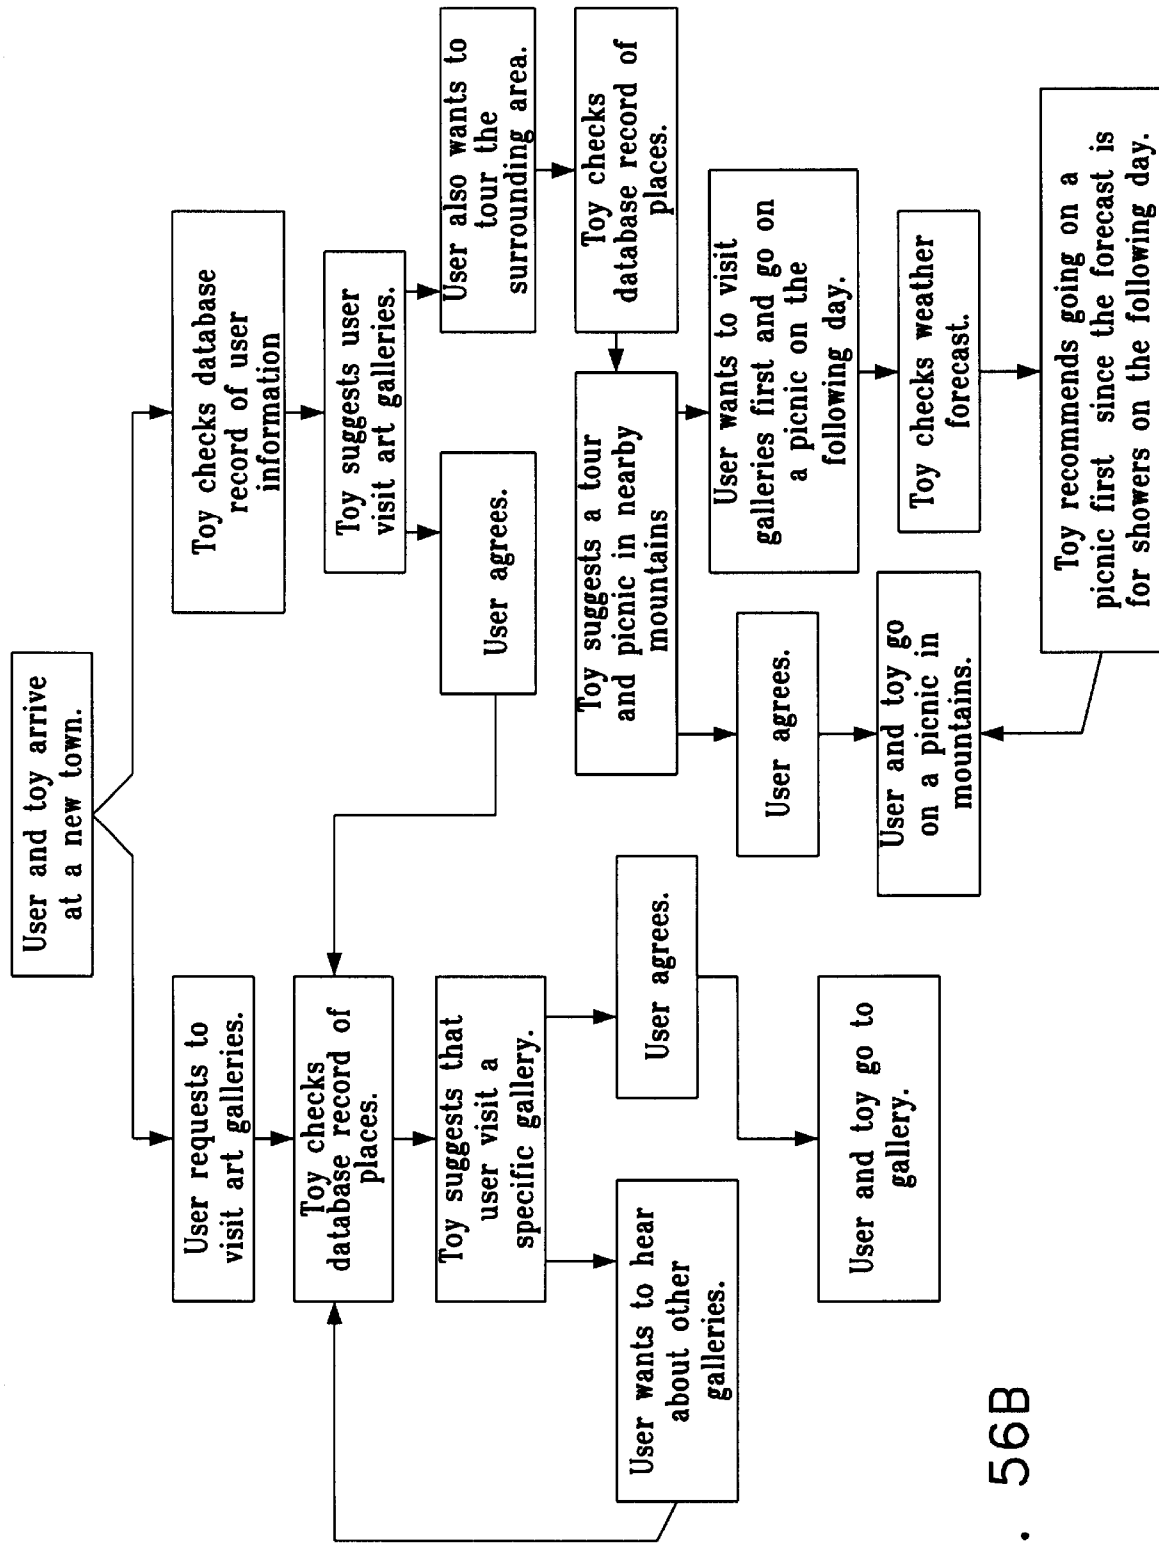 User and toy arrive
at a new town.
User requests to
visit art galleries.
Toy checks
database record of
places.
Toy suggests that
user visit a
specific gallery.
User wants to hear
about other
galleries.
User agrees.
User and toy go to
gallery.
Toy checks database
record of user
information
Toy suggests user
visit art galleries.
User agrees.
User also wants to
tour the
surrounding area.
Toy checks
database record of
places.
Toy suggests a tour
and picnic in nearby
mountains
User agrees.
User and toy go
on a picnic in
mountains.
User wants to visit
galleries first and go on
a picnic on the
following day.
Toy checks weather
forecast.
Toy recommends going on a
picnic first since the forecast is
for showers on the following day.
. 56B